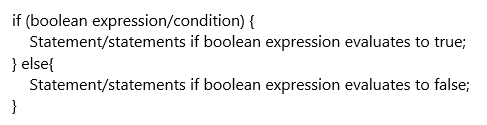 if (boolean expression/condition) {
    Statement/statements if boolean expression evaluates to true;
} else{
    Statement/statements if boolean expression evaluates to false;
}